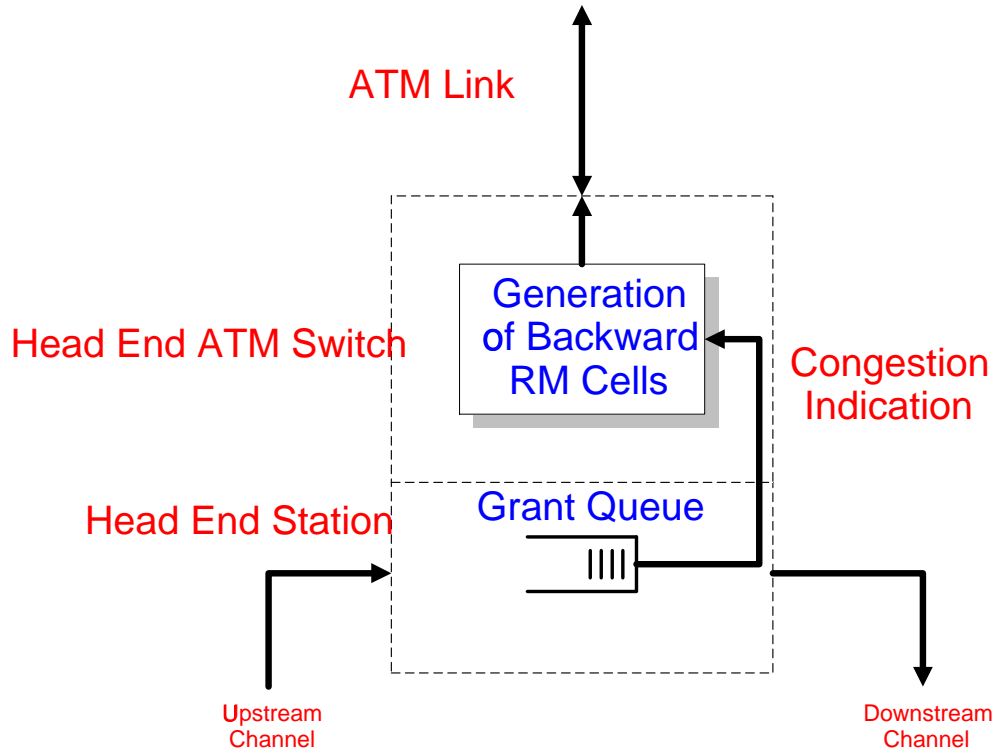 ATM Link
Generation
of Backward
RM Cells
Head End ATM Switch
Congestion
Indication
Grant Queue
Head End Station
Upstream
Channel
Downstream
Channel